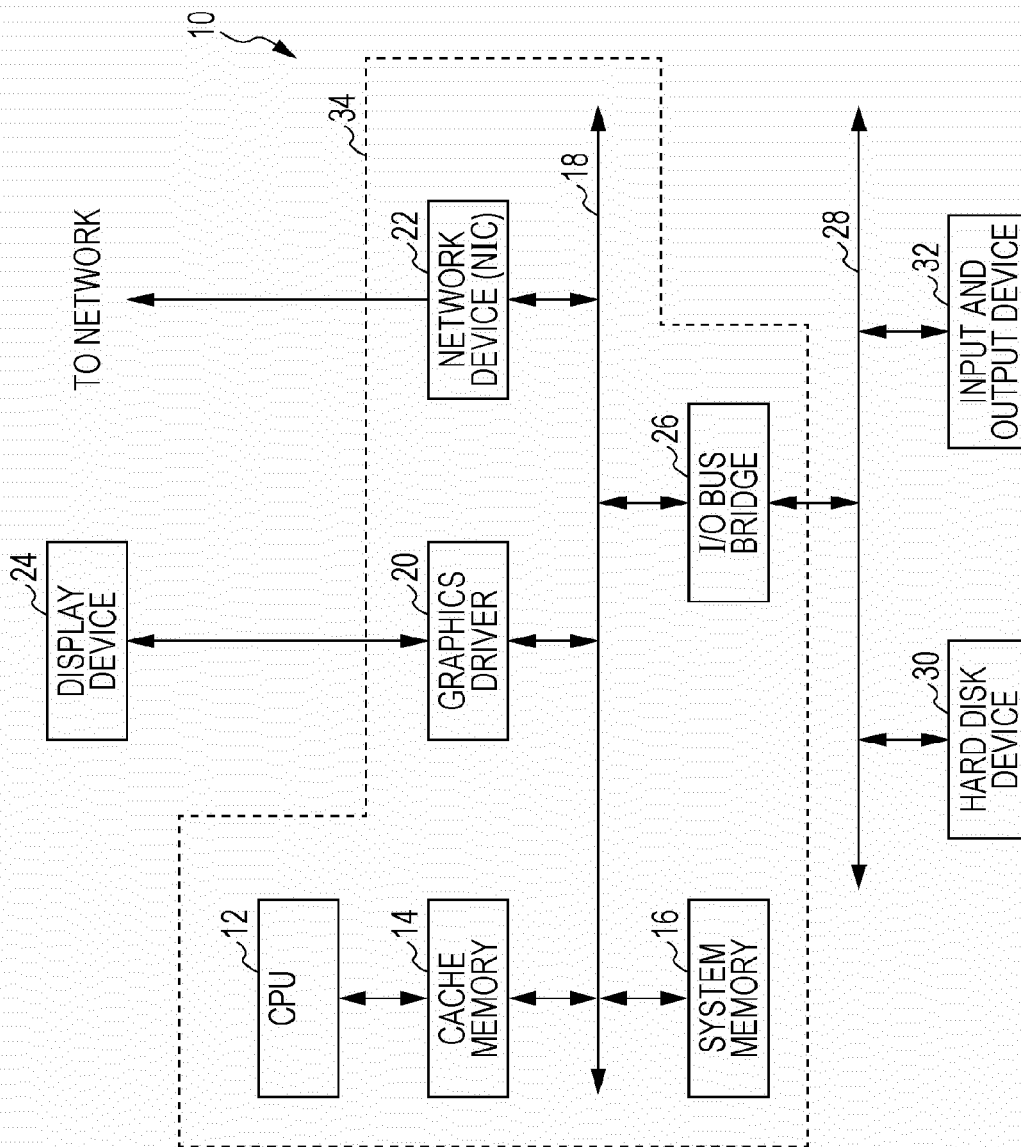 10
34
TO NETWORK
24
DISPLAY
DEVICE
12
CPU
14
CACHE
MEMORY
20
GRAPHICS
DRIVER
22
NETWORK
DEVICE (NIC)
18
16
SYSTEM
MEMORY
26
I/O BUS
BRIDGE
28
30
HARD DISK
DEVICE
32
INPUT AND
OUTPUT DEVICE